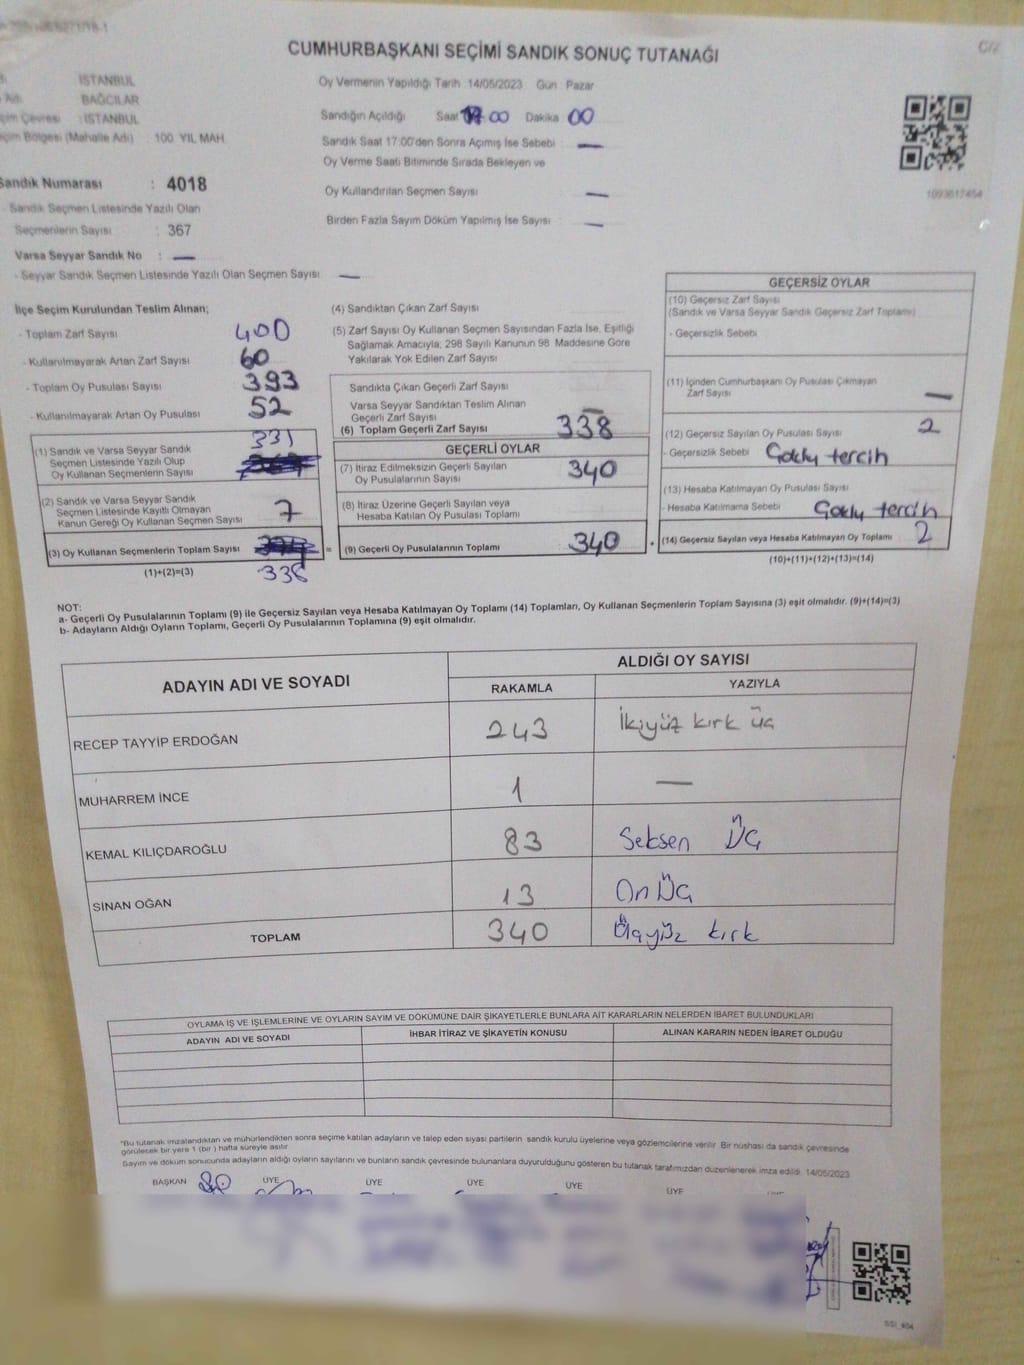 CUMHURBAŞKANI SEÇİMİ SANDIK SONUÇ TUTANAĞI
C/7
İSTANBUL
BAĞCILAR
İSTANBUL
Bölgesi (Mahalle Adı) 100. YIL MAH
Sandık Numarası : 4018
Sandık Seçmen Listesinde Yazılı Olan
Seçmenlerin Sayısı : 367
Varsa Seyyar Sandık No : —
- Seyyar Sandık Seçmen Listesinde Yazılı Olan Seçmen Sayısı : —
Oy Vermenin Yapıldığı Tarih 14/05/2023 Gün Pazar
Sandığın Açıldığı Saat 17.00 Dakika 00
Sandık Saat 17:00'den Sonra Açımış İse Sebebi : —
Oy Verme Saati Bitiminde Sırada Bekleyen ve
Oy Kullandırılan Seçmen Sayısı : —
Birden Fazla Sayım Döküm Yapılmış İse Sayısı : —
1093617454
İlçe Seçim Kurulundan Teslim Alınan;
- Toplam Zarf Sayısı 400
- Kullanılmayarak Artan Zarf Sayısı 60
- Toplam Oy Pusulası Sayısı 393
- Kullanılmayarak Artan Oy Pusulası 52
(1) Sandık ve Varsa Seyyar Sandık
Seçmen Listesinde Yazılı Olup
Oy Kullanan Seçmenlerin Sayısı
331
(2) Sandık ve Varsa Seyyar Sandık
Seçmen Listesinde Kayıtlı Olmayan
Kanun Gereği Oy Kullanan Seçmen Sayısı 7
(3) Oy Kullanan Seçmenlerin Toplam Sayısı
(1)+(2)=(3) 338
(4) Sandıktan Çıkan Zarf Sayısı
(5) Zarf Sayısı Oy Kullanan Seçmen Sayısından Fazla İse, Eşitliği
Sağlamak Amacıyla; 298 Sayılı Kanunun 98 Maddesine Göre
Yakılarak Yok Edilen Zarf Sayısı
Sandıkta Çıkan Geçerli Zarf Sayısı
Varsa Seyyar Sandıktan Teslim Alınan
Geçerli Zarf Sayısı —
(6) Toplam Geçerli Zarf Sayısı 338
GEÇERLİ OYLAR
(7) İtiraz Edilmeksizin Geçerli Sayılan
Oy Pusulasının Sayısı 340
(8) İtiraz Üzerine Geçerli Sayılan veya
Hesaba Katılan Oy Pusulası Toplamı
= (9) Geçerli Oy Pusulalarının Toplamı 340
GEÇERSİZ OYLAR
(10) Geçersiz Zarf Sayısı
(Sandık ve Varsa Seyyar Sandık Geçersiz Zarf Toplamı)
- Geçersizlik Sebebi
(11) İçinden Cumhurbaşkanı Oy Pusulası Çıkmayan
Zarf Sayısı —
(12) Geçersiz Sayılan Oy Pusulası Sayısı 2
- Geçersizlik Sebebi Çoklu tercih
(13) Hesaba Katılmayan Oy Pusulası Sayısı
- Hesaba Katılmama Sebebi Çoklu tercih
+ (14) Geçersiz Sayılan veya Hesaba Katılmayan Oy Toplamı 2
(10)+(11)+(12)+(13)=(14)
NOT:
a- Geçerli Oy Pusulalarının Toplamı (9) ile Geçersiz Sayılan veya Hesaba Katılmayan Oy Toplamı (14) Toplamları, Oy Kullanan Seçmenlerin Toplam Sayısına (3) eşit olmalıdır. (9)+(14)=(3)
b- Adayların Aldığı Oyların Toplamı, Geçerli Oy Pusulalarının Toplamına (9) eşit olmalıdır.
ADAYIN ADI VE SOYADI
ALDIĞI OY SAYISI
RAKAMLA YAZIYLA
RECEP TAYYİP ERDOĞAN 243 İkiyüz kırk üç
MUHARREM İNCE 1 —
KEMAL KILIÇDAROĞLU 83 Seksen Üç
SİNAN OĞAN 13 On Üç
TOPLAM 340 Üçyüz kırk
OYLAMA İŞ VE İŞLEMLERİNE VE OYLARIN SAYIM VE DÖKÜMÜNE DAİR ŞİKAYETLERLE BUNLARA AİT KARARLARIN NELERDEN İBARET BULUNDUKLARI
ADAYIN ADI VE SOYADI İHBAR İTİRAZ VE ŞİKAYETİN KONUSU ALINAN KARARIN NEDEN İBARET OLDUĞU
*Bu tutanak imzalandıktan ve mühürlendikten sonra seçime katılan adayların ve talep eden siyasi partilerin sandık kurulu üyelerine veya gözlemcilerine verilir. Bir nüshası da sandık çevresinde
görülecek bir yere 1 (bir) hafta süreyle asılır.
Sayım ve döküm sonucunda adayların aldığı oyların sayılarını ve bunların sandık çevresinde bulunanlara duyurulduğunu gösteren bu tutanak tarafımızdan düzenlenerek imza edildi. 14/05/2023
BAŞKAN ÜYE ÜYE ÜYE ÜYE ÜYE